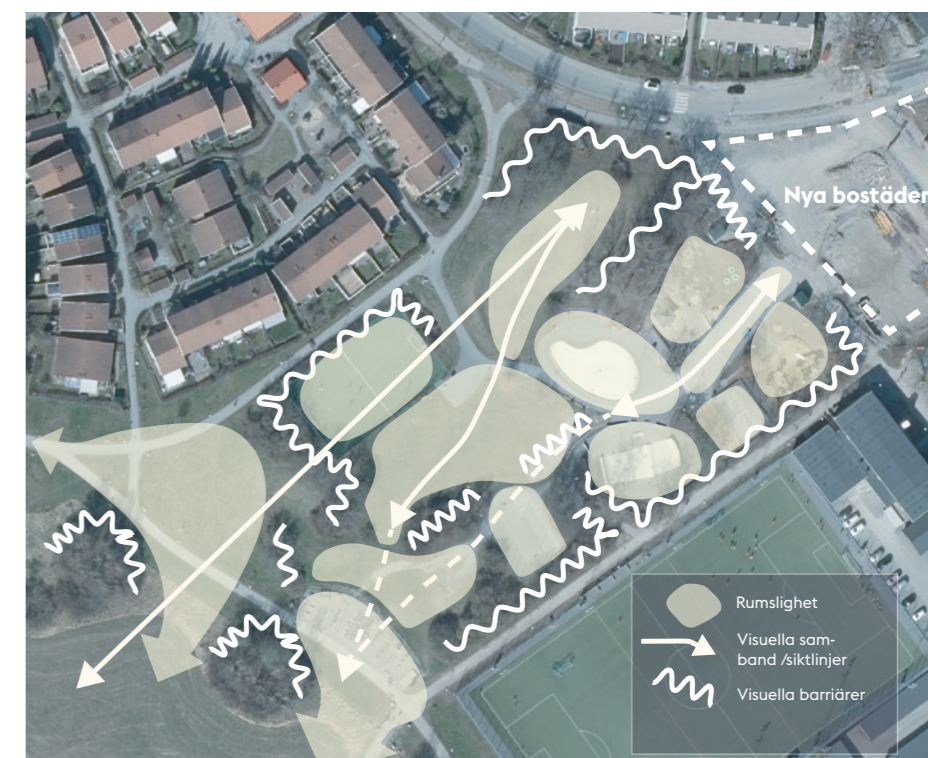 Nya bostäder
Rumslighet
Visuella sam-
band /siktlinjer
Visuella barriärer